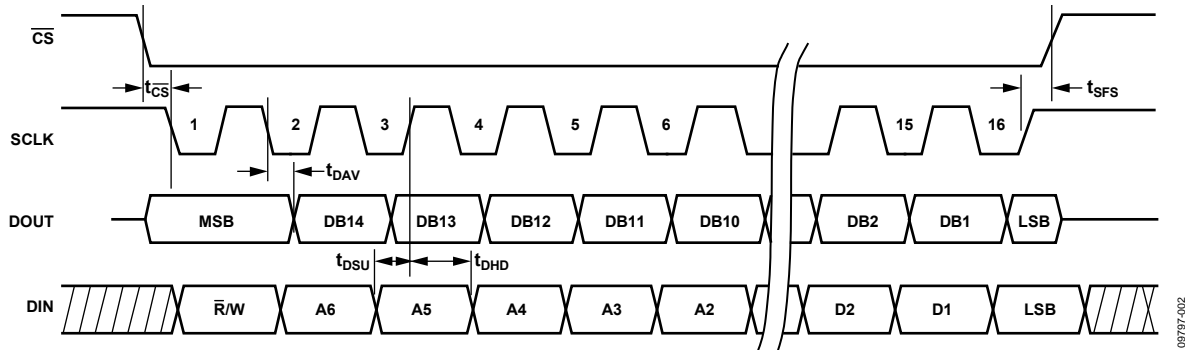 CS
tCS
tSFS
SCLK
1 2 3 4 5 6 15 16
tDAV
DOUT
MSB DB14 DB13 DB12 DB11 DB10 DB2 DB1 LSB
tDSU tDHD
DIN
R/W A6 A5 A4 A3 A2 D2 D1 LSB
09797-002